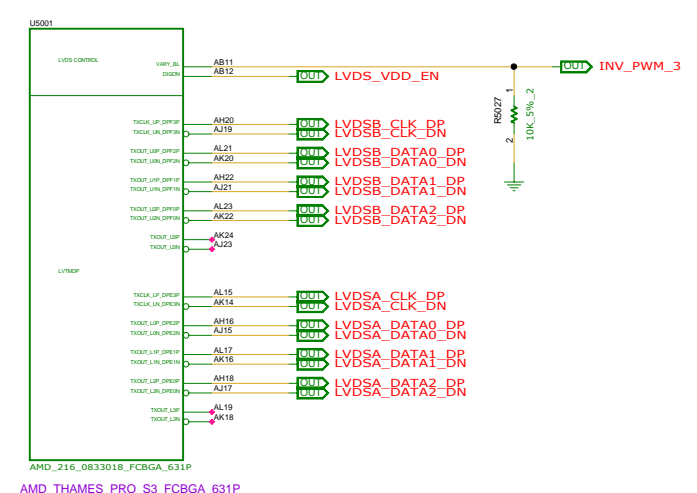 U5001
LVDS CONTROL
VARY_BL AB11 OUT INV_PWM_3
DIGON AB12 OUT LVDS_VDD_EN
1
R5027
10K_5%_2
2
TXCLK_UP_DPF3P AH20 OUT LVDSB_CLK_DP
TXCLK_UN_DPF3N AJ19 OUT LVDSB_CLK_DN
TXOUT_U0P_DPF2P AL21 OUT LVDSB_DATA0_DP
TXOUT_U0N_DPF2N AK20 OUT LVDSB_DATA0_DN
TXOUT_U1P_DPF1P AH22 OUT LVDSB_DATA1_DP
TXOUT_U1N_DPF1N AJ21 OUT LVDSB_DATA1_DN
TXOUT_U2P_DPF0P AL23 OUT LVDSB_DATA2_DP
TXOUT_U2N_DPF0N AK22 OUT LVDSB_DATA2_DN
TXOUT_U3P AK24
TXOUT_U3N AJ23
LVTMDP
TXCLK_LP_DPE3P AL15 OUT LVDSA_CLK_DP
TXCLK_LN_DPE3N AK14 OUT LVDSA_CLK_DN
TXOUT_L0P_DPE2P AH16 OUT LVDSA_DATA0_DP
TXOUT_L0N_DPE2N AJ15 OUT LVDSA_DATA0_DN
TXOUT_L1P_DPE1P AL17 OUT LVDSA_DATA1_DP
TXOUT_L1N_DPE1N AK16 OUT LVDSA_DATA1_DN
TXOUT_L2P_DPE0P AH18 OUT LVDSA_DATA2_DP
TXOUT_L2N_DPE0N AJ17 OUT LVDSA_DATA2_DN
TXOUT_L3P AL19
TXOUT_L3N AK18
AMD_216_0833018_FCBGA_631P
AMD THAMES PRO S3 FCBGA 631P